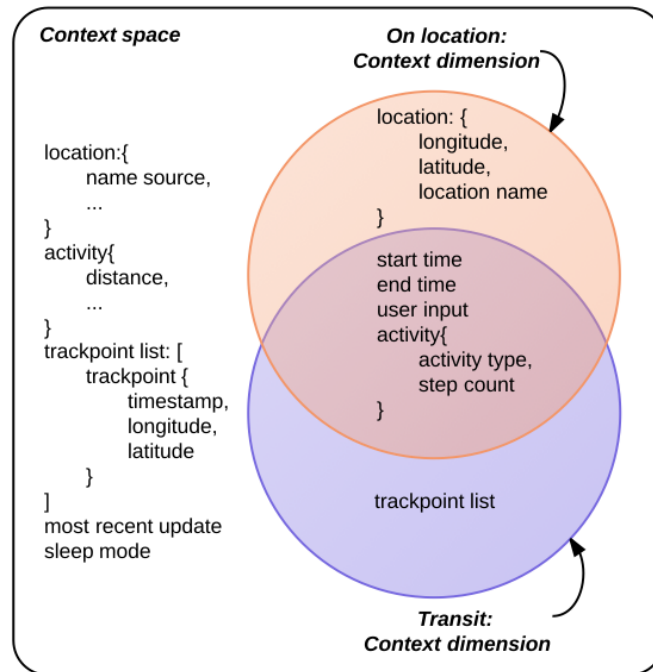 Context space
location:{
name source,
...
}
activity{
distance,
...
}
trackpoint list: [
trackpoint {
timestamp,
longitude,
latitude
}
]
most recent update
sleep mode
On location:
Context dimension
location: {
longitude,
latitude,
location name
}
start time
end time
user input
activity{
activity type,
step count
}
trackpoint list
Transit:
Context dimension